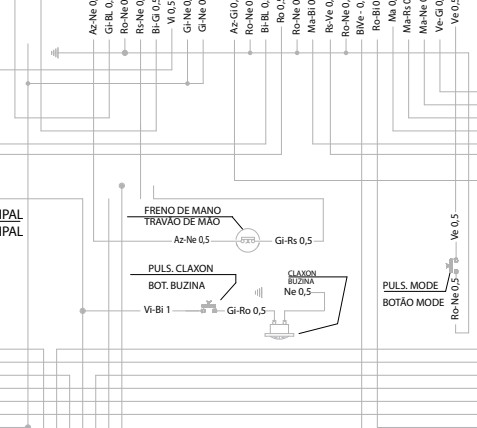 Az-Ne
Gi-BL 0,
Ro-Ne
Rs-Ne 0,
Bi-Gi 0,5
Vi 0,5
Gi-Ne 0,
Gi-Ne
Az-Gi 0,
Ro-Ne 0
Bi-BL 0,
Ro 0,5
Ro-Ne
Ma-Bi 0
Rs-Ve 0,
Ro-Ne 0,
BiVe - 0,
Ro-Bi 0
Ma 0,
Ma-Rs 0
Ma-Ne 0
Ve-Gi 0,
Ve 0,5
IPAL
IPAL
FRENO DE MANO
TRAVÃO DE MÃO
Az-Ne 0,5
Gi-Rs 0,5
Ve 0,5
PULS. CLAXON
BOT. BUZINA
CLAXON
BUZINA
Ne 0,5
Vi-Bi 1
Gi-Ro 0,5
PULS. MODE
BOTÃO MODE
Ro-Ne 0,5